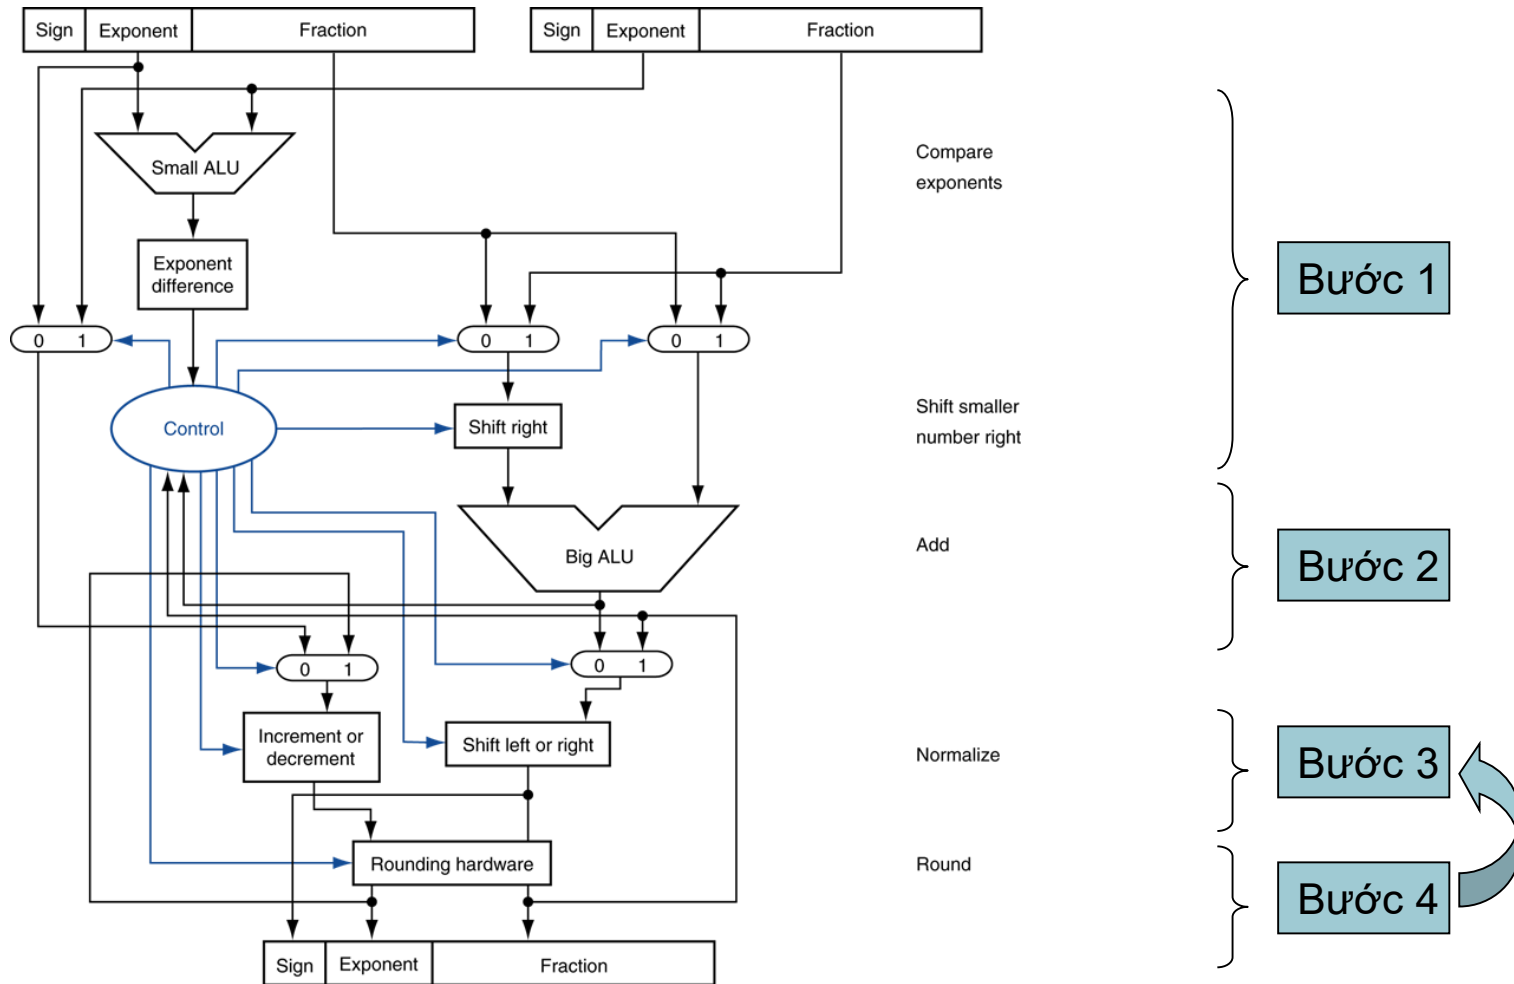 Sign Exponent Fraction
Sign Exponent Fraction
Small ALU
Compare
exponents
Exponent
difference
Bước 1
0 1
0 1
0 1
Control
Shift right
Shift smaller
number right
Big ALU
Add
Bước 2
0 1
0 1
Increment or
decrement
Shift left or right
Normalize
Bước 3
Rounding hardware
Round
Bước 4
Sign Exponent Fraction